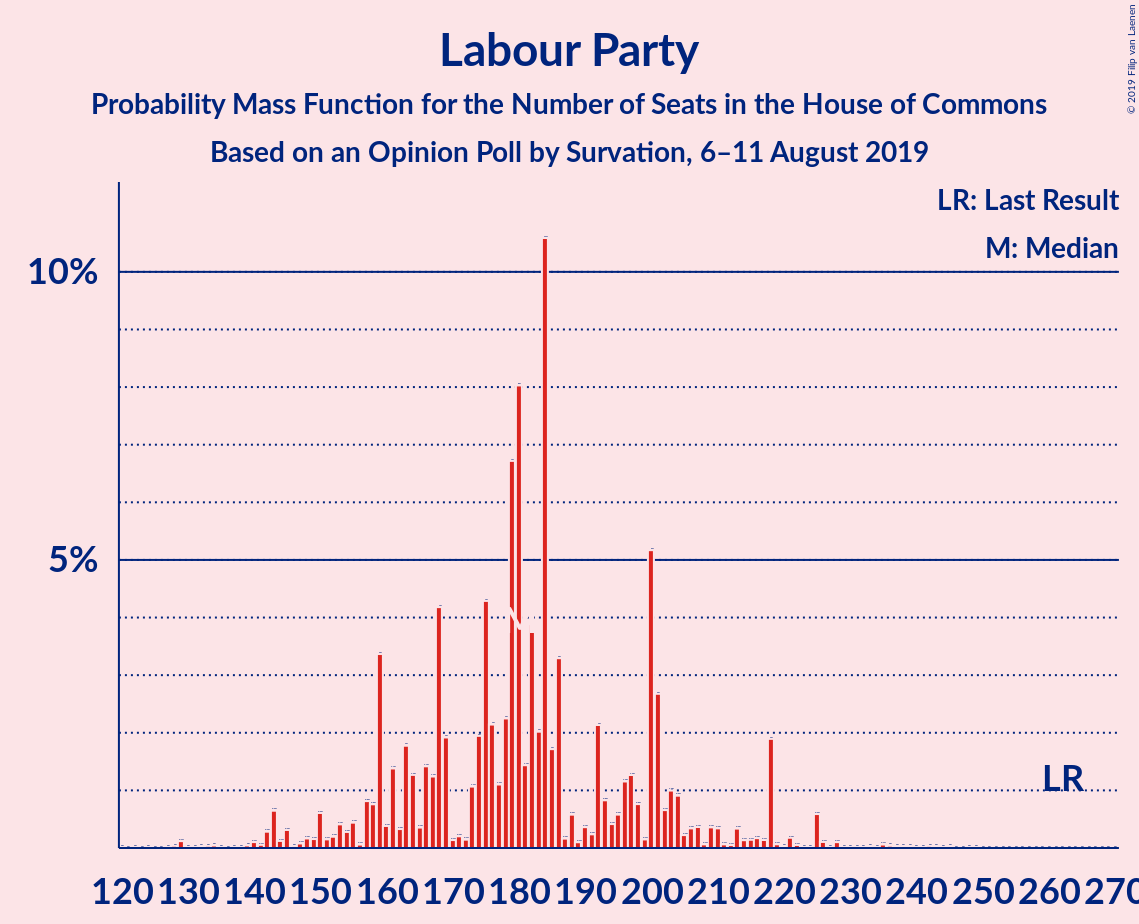 Labour Party
Probability Mass Function for the Number of Seats in the House of Commons
Based on an Opinion Poll by Survation, 6–11 August 2019
© 2019 Filip van Laenen
LR: Last Result
M: Median
10%
5%
LR
120 130 140 150 160 170 180 190 200 210 220 230 240 250 260 270